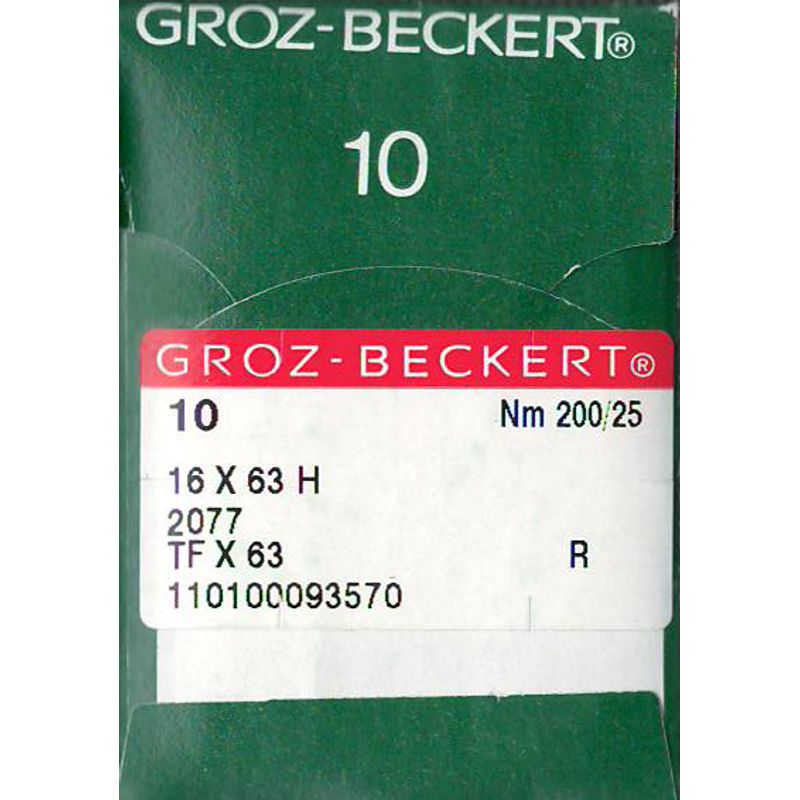 GROZ-BECKERT®
10
GROZ-BECKERT®
10 Nm 200/25
16 X 63 H
2077
TF X 63 R
110100093570